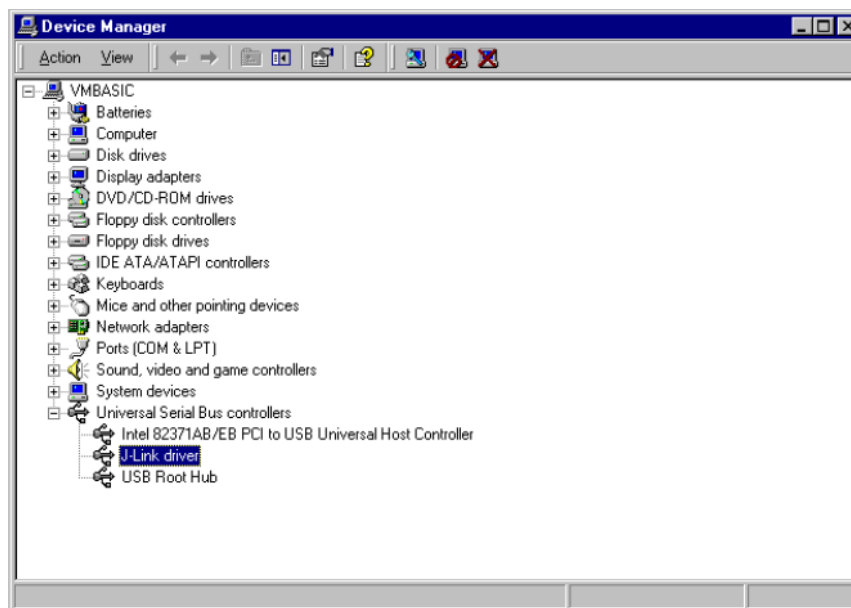 Device Manager
Action View
VMBASIC
Batteries
Computer
Disk drives
Display adapters
DVD/CD-ROM drives
Floppy disk controllers
Floppy disk drives
IDE ATA/ATAPI controllers
Keyboards
Mice and other pointing devices
Network adapters
Ports (COM & LPT)
Sound, video and game controllers
System devices
Universal Serial Bus controllers
Intel 82371AB/EB PCI to USB Universal Host Controller
J-Link driver
USB Root Hub